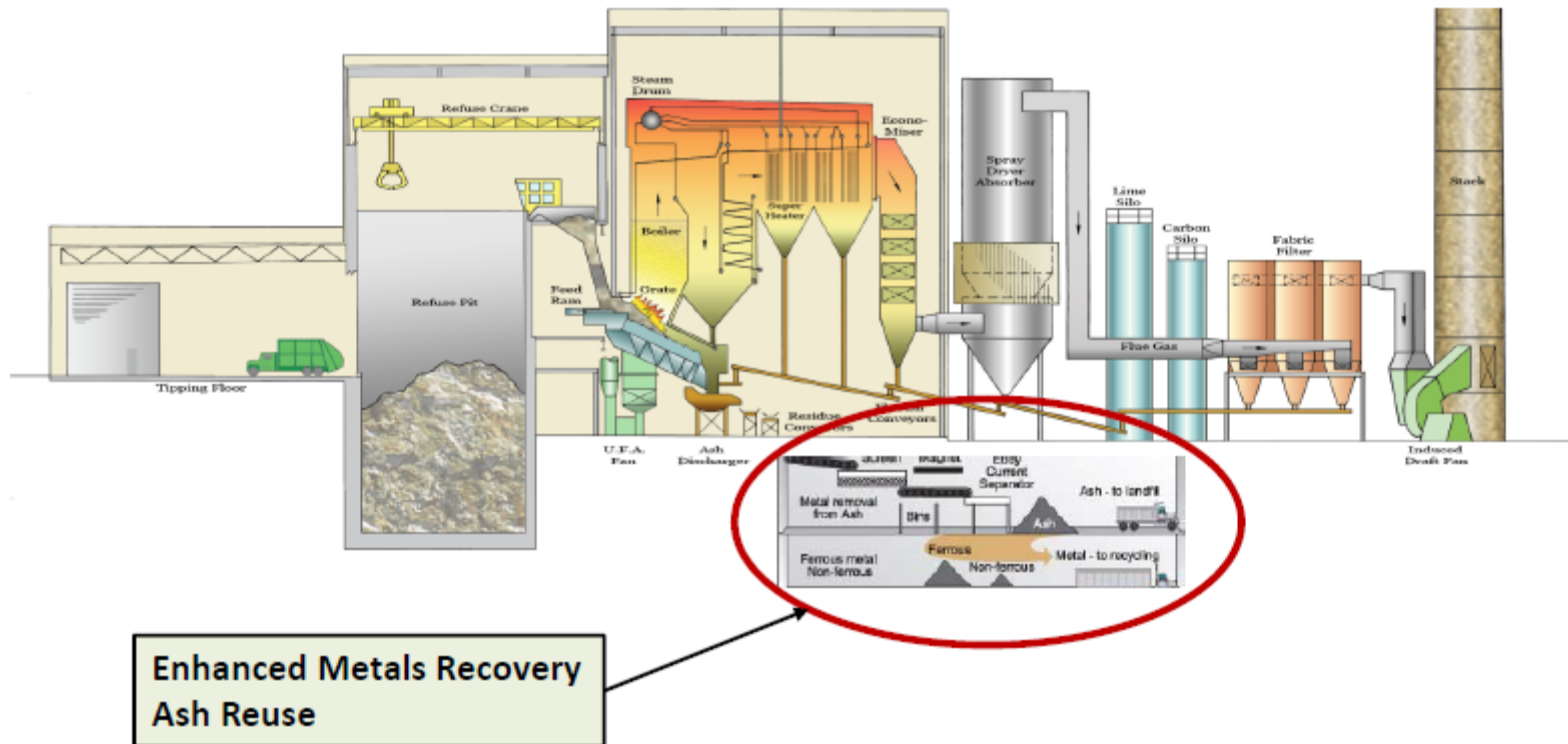 Steam
Drum
Refuse Crane
Econo-
Miser
Spray
Dryer
Absorber
Stack
Lime
Silo
Carbon
Silo
Fabric
Filter
Super
Heater
Boiler
Refuse Pit
Feed
Ram
Grate
Flue Gas
Tipping Floor
Residue
Conveyors
Conveyors
U.F.A.
Fan
Ash
Discharger
Induced
Draft Fan
Screen
Magnet
Eddy
Current
Separator
Ash - to landfill
Metal removal
from Ash
Bins
Ash
Ferrous
Metal - to recycling
Ferrous metal
Non-ferrous
Non-ferrous
Enhanced Metals Recovery
Ash Reuse